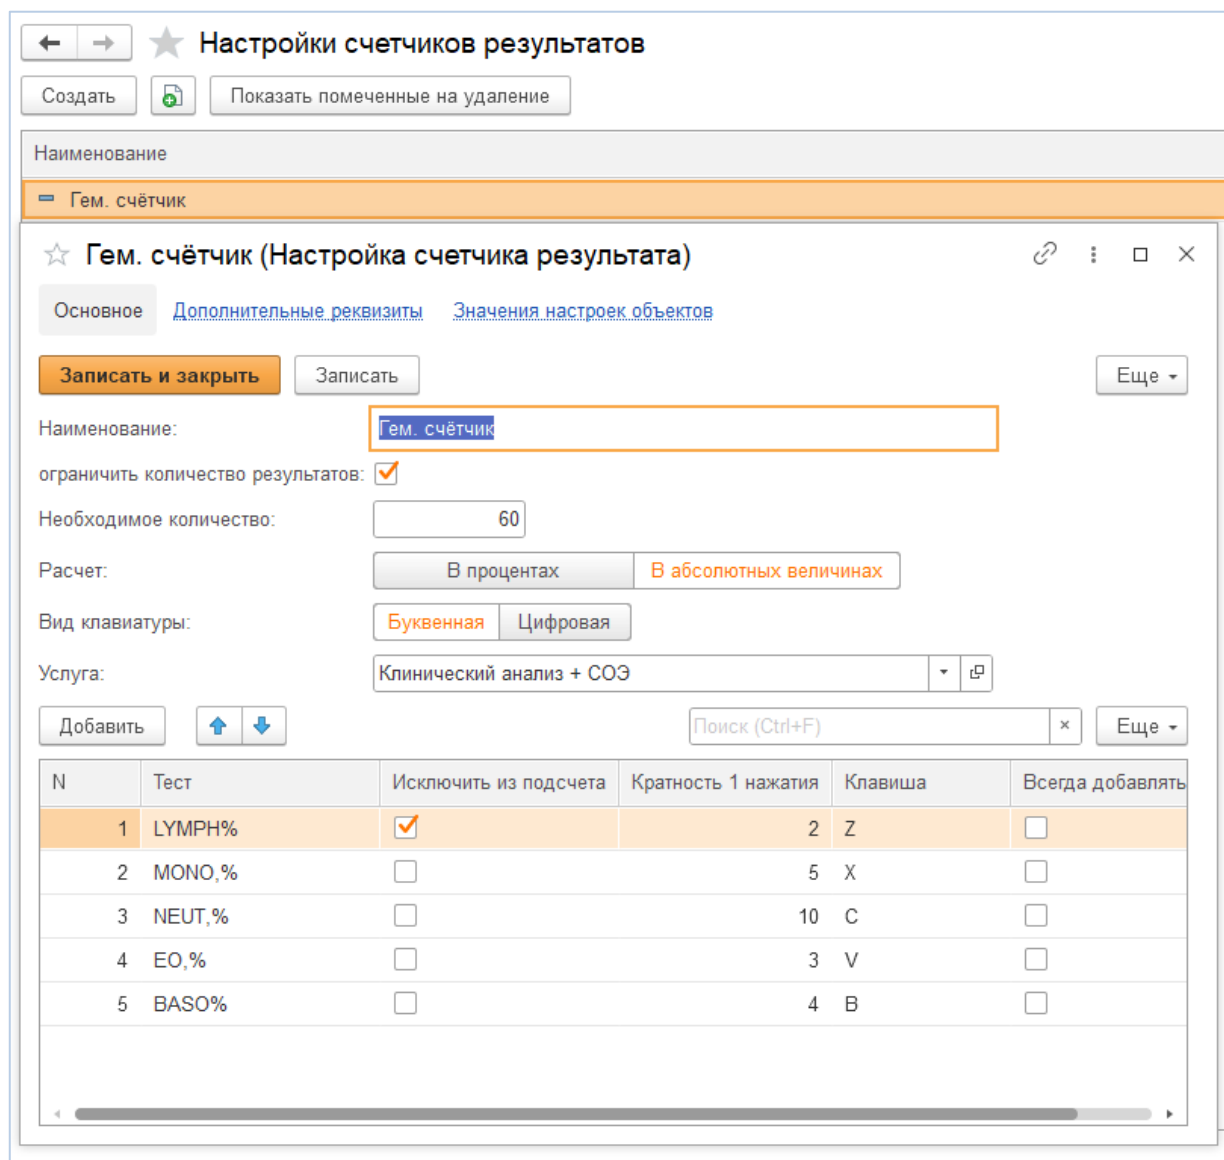 Настройки счетчиков результатов
Создать Показать помеченные на удаление
Наименование
Гем. счётчик
Гем. счётчик (Настройка счетчика результата)
Основное Дополнительные реквизиты Значения настроек объектов
Записать и закрыть Записать Еще
Наименование: Гем. счётчик
ограничить количество результатов:
Необходимое количество: 60
Расчет: В процентах В абсолютных величинах
Вид клавиатуры: Буквенная Цифровая
Услуга: Клинический анализ + СОЭ
Добавить Поиск (Ctrl+F) × Еще
N Тест Исключить из подсчета Кратность 1 нажатия Клавиша Всегда добавлять
1 LYMPH% 2 Z
2 MONO,% 5 X
3 NEUT,% 10 C
4 EO,% 3 V
5 BASO% 4 B